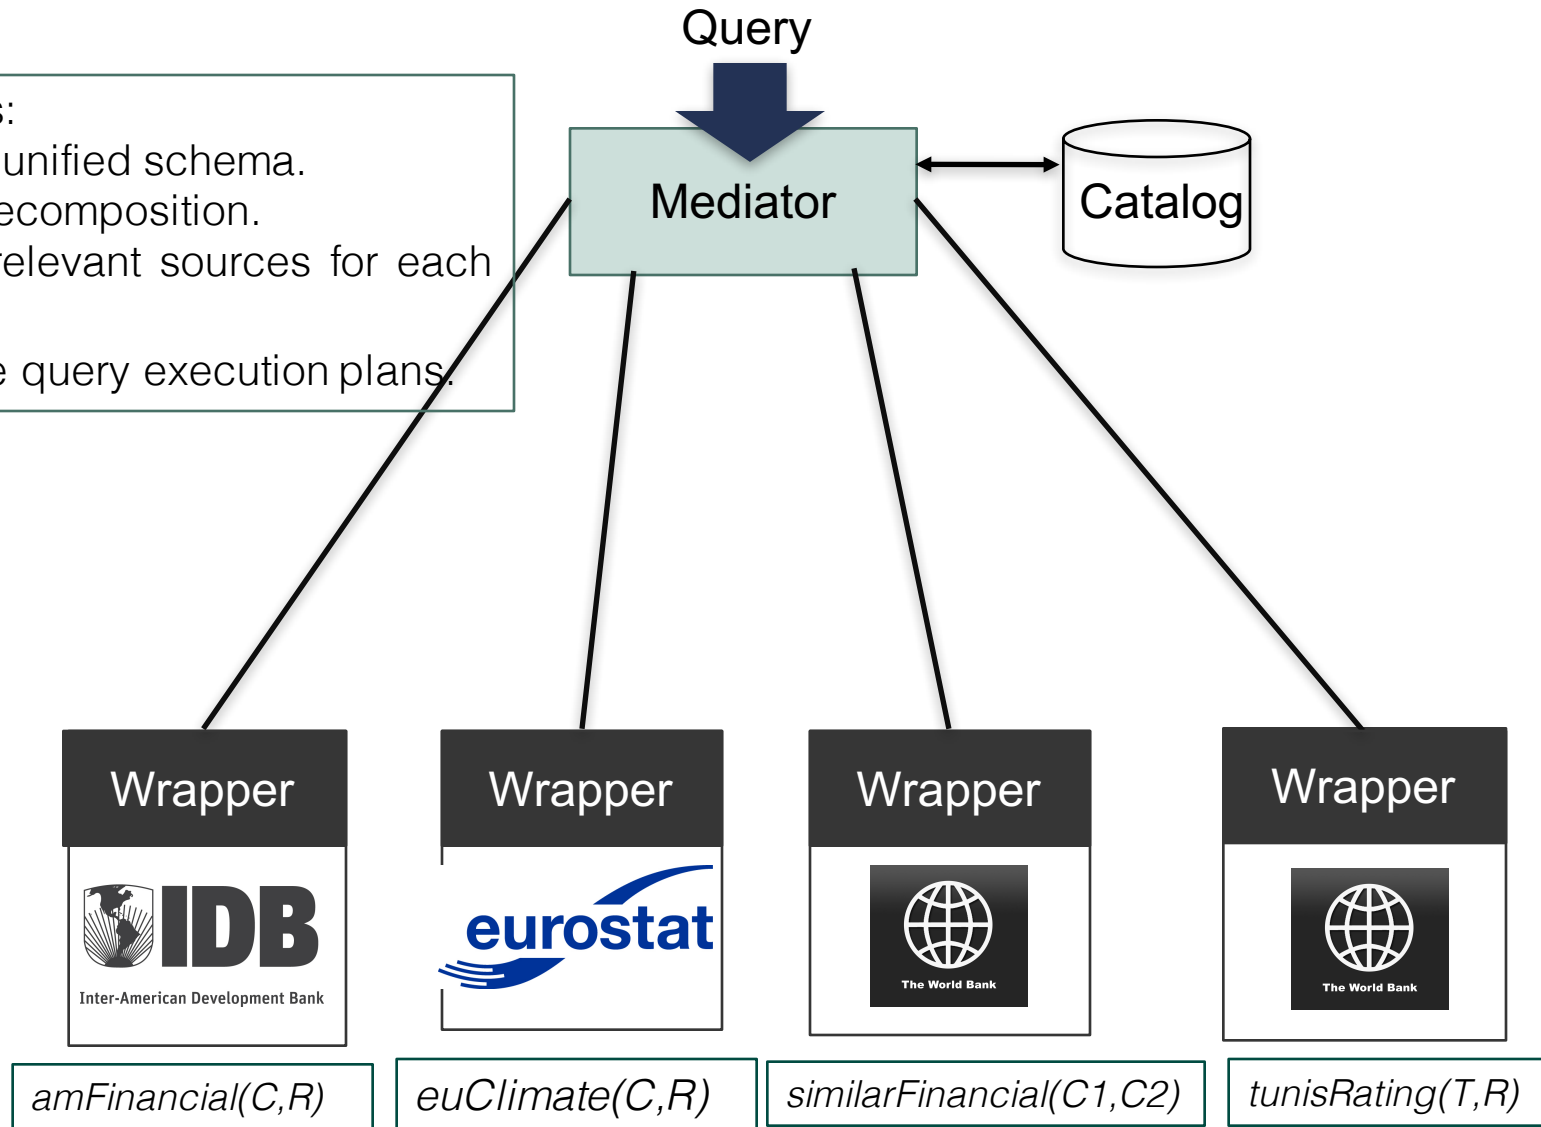 Query
s:
unified schema.
ecomposition.
relevant sources for each
e query execution plans.
Mediator
Catalog
Wrapper
Wrapper
Wrapper
Wrapper
IDB
Inter-American Development Bank
eurostat
The World Bank
The World Bank
amFinancial(C,R)
euClimate(C,R)
similarFinancial(C1,C2)
tunisRating(T,R)